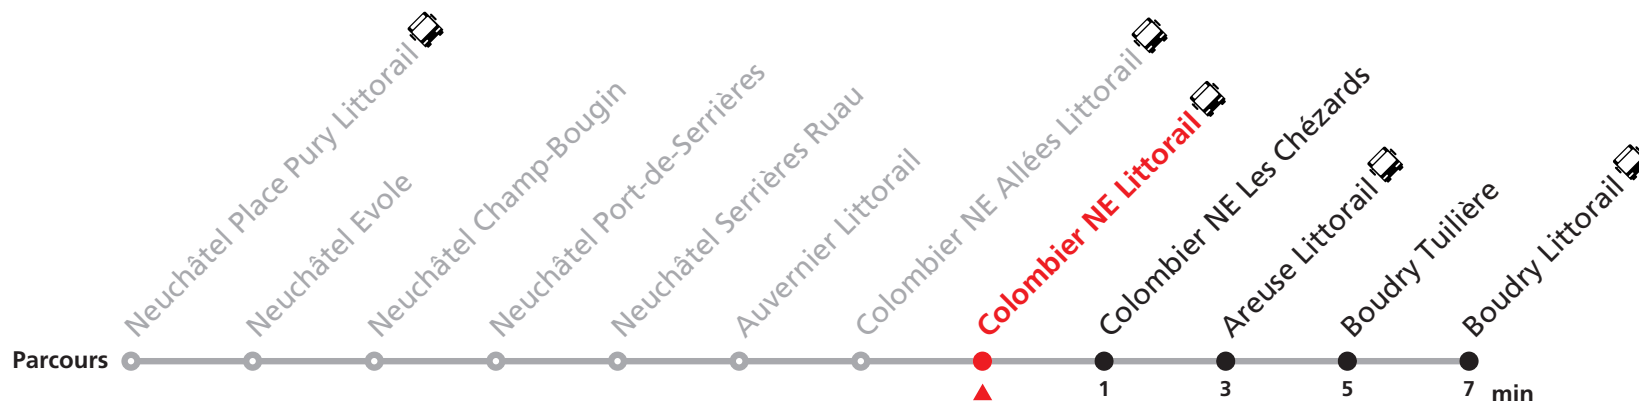 Neuchâtel Place Pury Littorail
Neuchâtel Evole
Neuchâtel Champ-Bougin
Neuchâtel Port-de-Serrières
Neuchâtel Serrières Ruau
Auvernier Littorail
Colombier NE Allées Littorail
Colombier NE Littorail
Colombier NE Les Chézards
Areuse Littorail
Boudry Tuilière
Boudry Littorail
Parcours
1 3 5 7 min